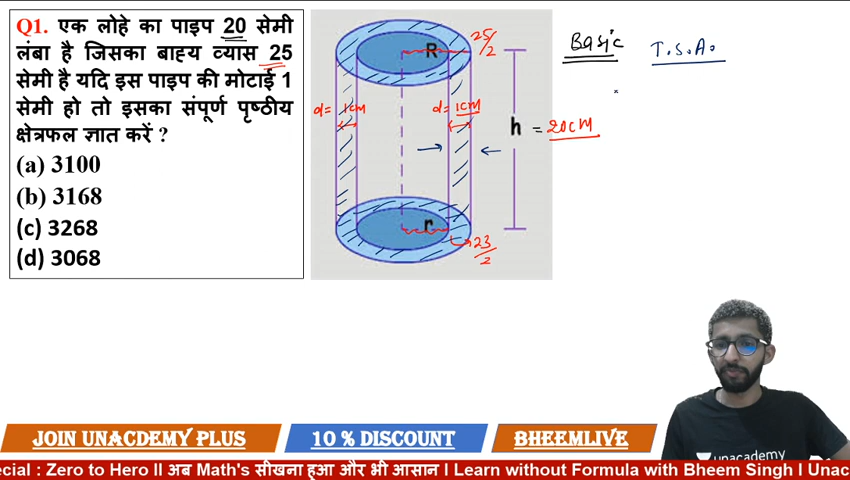 Q1. एक लोहे का पाइप 20 सेमी
लंबा है जिसका बाह्य व्यास 25
सेमी है यदि इस पाइप की मोटाई 1
सेमी हो तो इसका संपूर्ण पृष्ठीय
क्षेत्रफल ज्ञात करें ?
(a) 3100
(b) 3168
(c) 3268
(d) 3068
R
25/2
d= 1cm
d= 1cm
h = 20cm
r
23/2
Basic T.S.A.
unacademy
JOIN UNACDEMY PLUS
10 % DISCOUNT
BHEEMLIVE
ecial : Zero to Hero II अब Math's सीखना हुआ और भी आसान I Learn without Formula with Bheem Singh I Unac